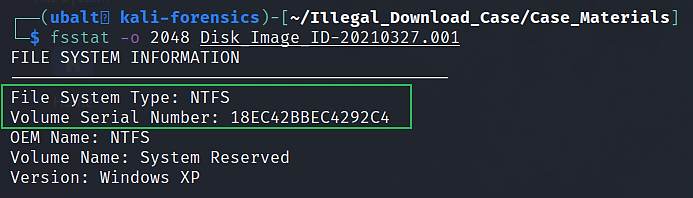 (ubalt kali-forensics)-[~/Illegal_Download_Case/Case_Materials]
$ fsstat -o 2048 Disk_Image_ID-20210327.001
FILE SYSTEM INFORMATION
--------------------------------------------
File System Type: NTFS
Volume Serial Number: 18EC42BBEC4292C4
OEM Name: NTFS
Volume Name: System Reserved
Version: Windows XP